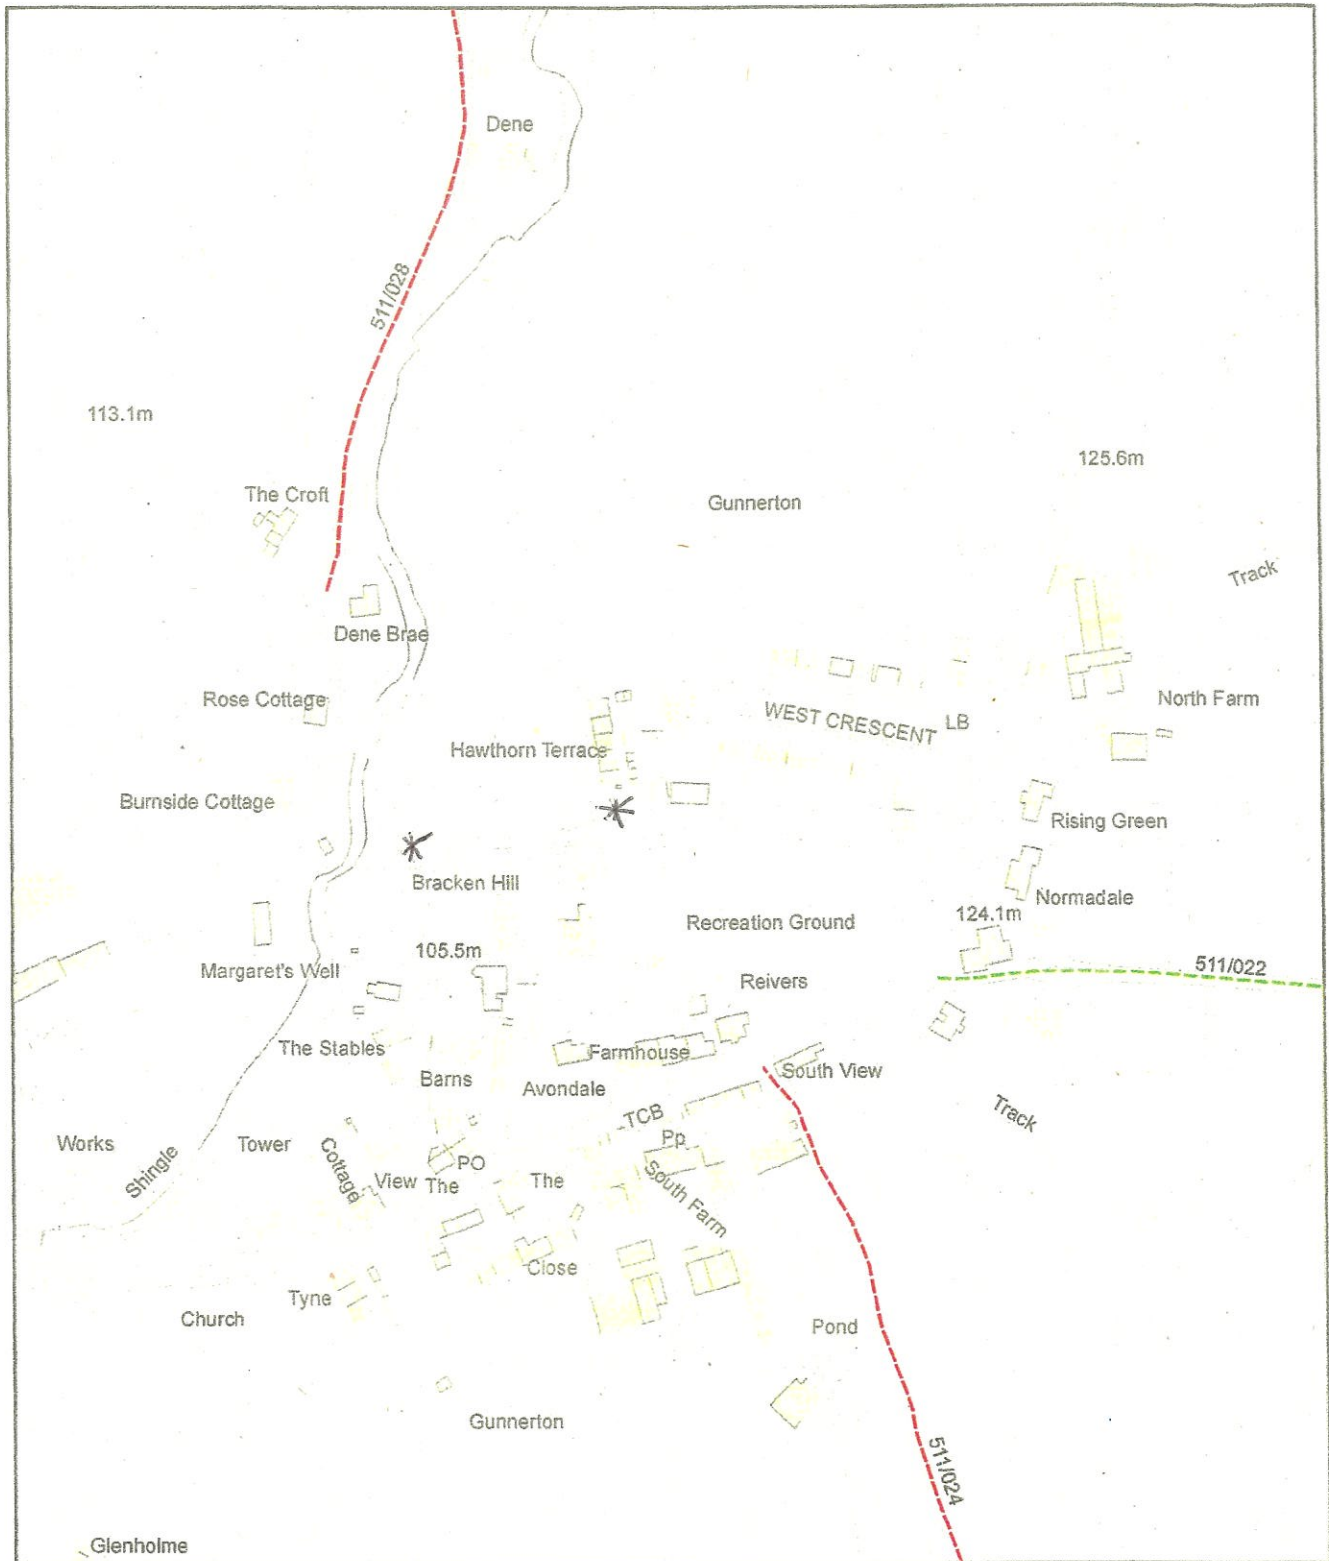 Dene
511/028
113.1m
125.6m
The Croft
Gunnerton
Track
Dene Brae
Rose Cottage
North Farm
WEST CRESCENT
LB
Hawthorn Terrace
Burnside Cottage
Rising Green
Bracken Hill
Normadale
124.1m
Recreation Ground
105.5m
Margaret's Well
511/022
Reivers
The Stables
Farmhouse
South View
Barns
Avondale
Track
TCB
Works
Tower
Pp
Shingle
Cottage
PO
View
The
The
South Farm
Close
Tyne
Church
Pond
Gunnerton
511/024
Glenholme